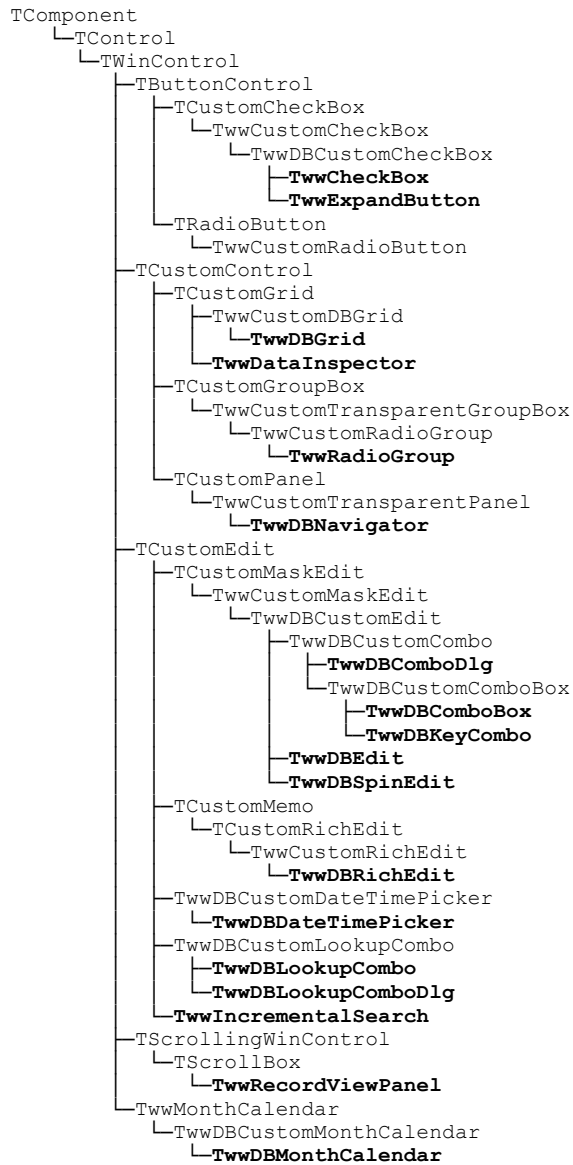 TComponent
TControl
TWinControl
TButtonControl
TCustomCheckBox
TwwCustomCheckBox
TwwDBCustomCheckBox
TwwCheckBox
TwwExpandButton
TRadioButton
TwwCustomRadioButton
TCustomControl
TCustomGrid
TwwCustomDBGrid
TwwDBGrid
TwwDataInspector
TCustomGroupBox
TwwCustomTransparentGroupBox
TwwCustomRadioGroup
TwwRadioGroup
TCustomPanel
TwwCustomTransparentPanel
TwwDBNavigator
TCustomEdit
TCustomMaskEdit
TwwCustomMaskEdit
TwwDBCustomEdit
TwwDBCustomCombo
TwwDBComboDlg
TwwDBCustomComboBox
TwwDBComboBox
TwwDBKeyCombo
TwwDBEdit
TwwDBSpinEdit
TCustomMemo
TCustomRichEdit
TwwCustomRichEdit
TwwDBRichEdit
TwwDBCustomDateTimePicker
TwwDBDateTimePicker
TwwDBCustomLookupCombo
TwwDBLookupCombo
TwwDBLookupComboDlg
TwwIncrementalSearch
TScrollingWinControl
TScrollBox
TwwRecordViewPanel
TwwMonthCalendar
TwwDBCustomMonthCalendar
TwwDBMonthCalendar